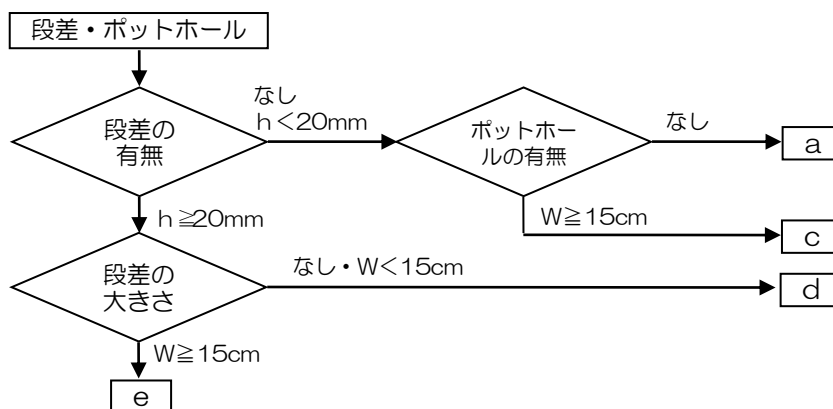 段差・ポットホール
なし
h＜20mm
段差の
有無
ポットホー
ルの有無
なし
a
h≧20mm
W≧15cm
c
段差の
大きさ
なし・W＜15cm
d
W≧15cm
e